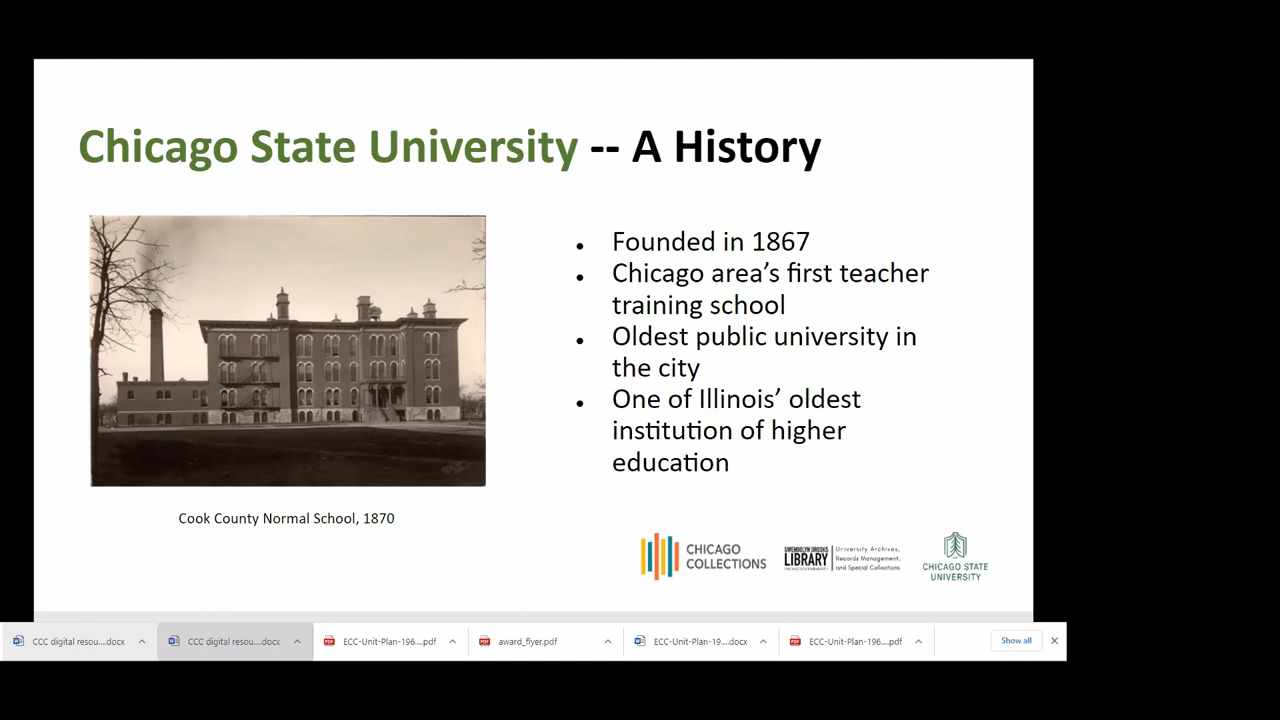 Chicago State University -- A History
• Founded in 1867
• Chicago area’s first teacher
training school
• Oldest public university in
the city
• One of Illinois’ oldest
institution of higher
education
Cook County Normal School, 1870
CHICAGO
COLLECTIONS
GWENDOLYN BROOKS
LIBRARY
University Archives,
Records Management,
and Special Collections
CHICAGO STATE
UNIVERSITY
CCC digital resou....docx
CCC digital resou....docx
ECC-Unit-Plan-196....pdf
award_flyer.pdf
ECC-Unit-Plan-19....docx
ECC-Unit-Plan-196....pdf
Show all